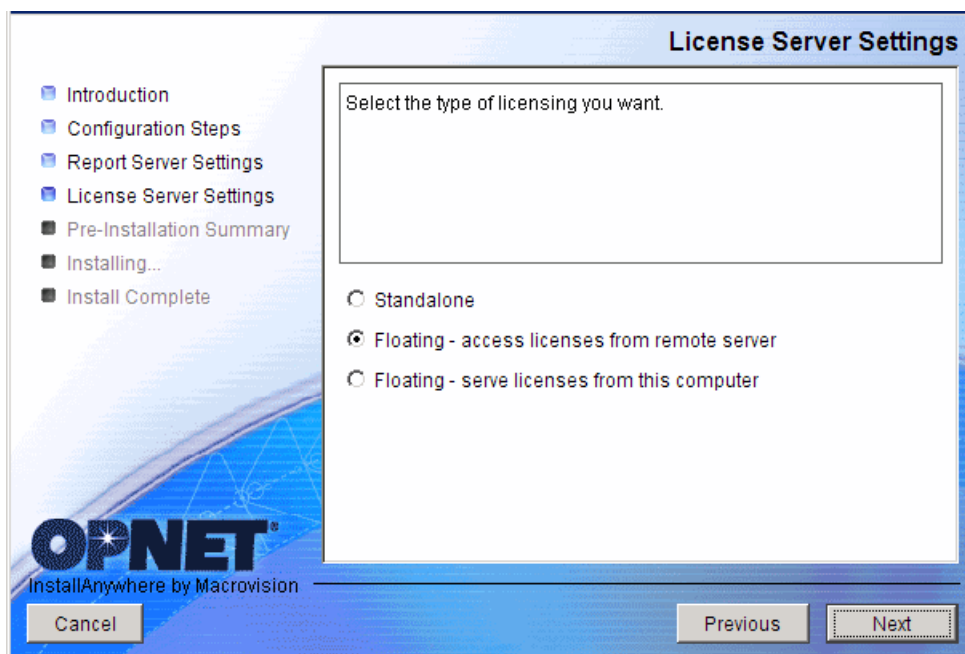 License Server Settings
Introduction
Configuration Steps
Report Server Settings
License Server Settings
Pre-Installation Summary
Installing...
Install Complete
Select the type of licensing you want.
Standalone
Floating - access licenses from remote server
Floating - serve licenses from this computer
OPNET®
InstallAnywhere by Macrovision
Cancel
Previous
Next